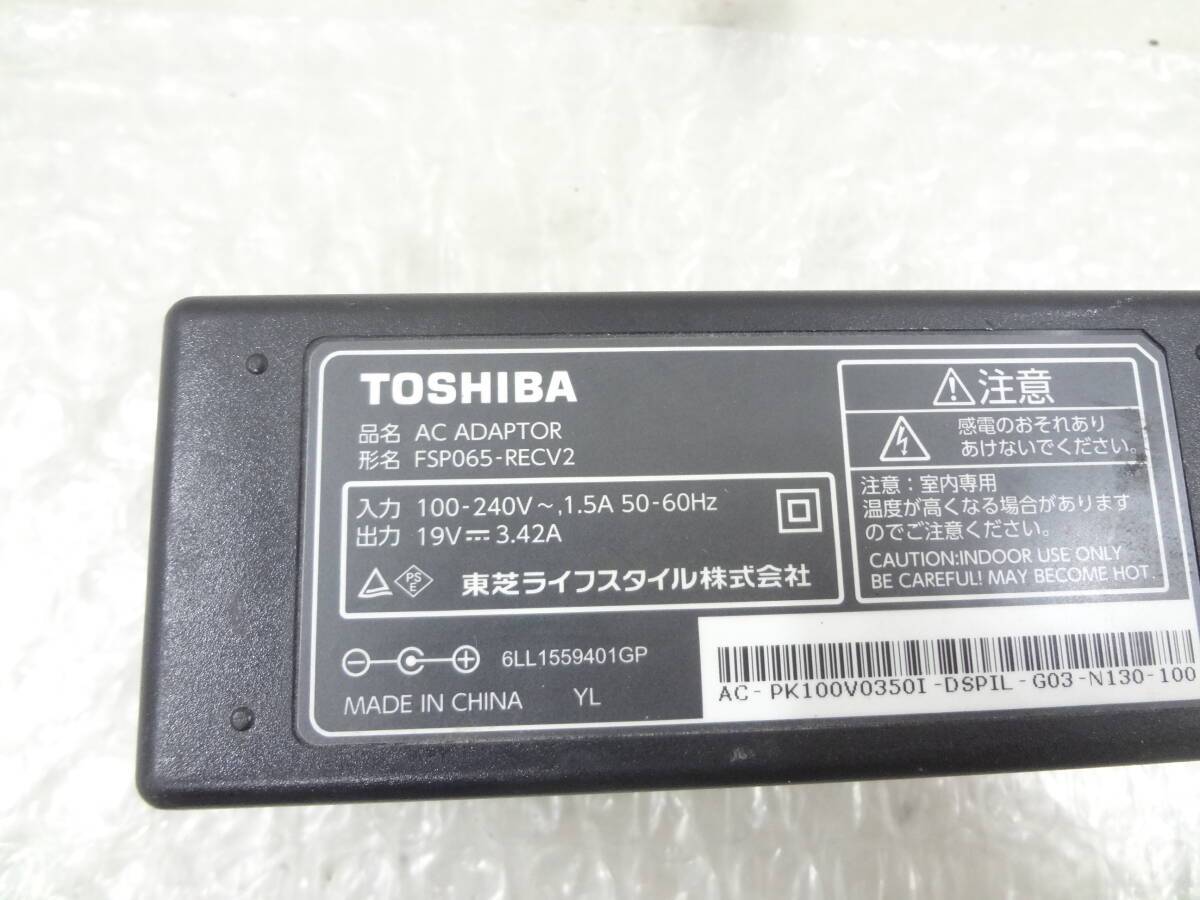 TOSHIBA
品名 AC ADAPTOR
形名 FSP065-RECV2
入力 100-240V～,1.5A 50-60Hz
出力 19V⎓3.42A
PS
E
東芝ライフスタイル株式会社
6LL1559401GP
MADE IN CHINA YL
注意
感電のおそれあり
あけないでください。
注意：室内専用
温度が高くなる場合があります
のでご注意ください。
CAUTION:INDOOR USE ONLY
BE CAREFUL! MAY BECOME HOT
AC-PK100V0350I-DSPIL-G03-N130-100